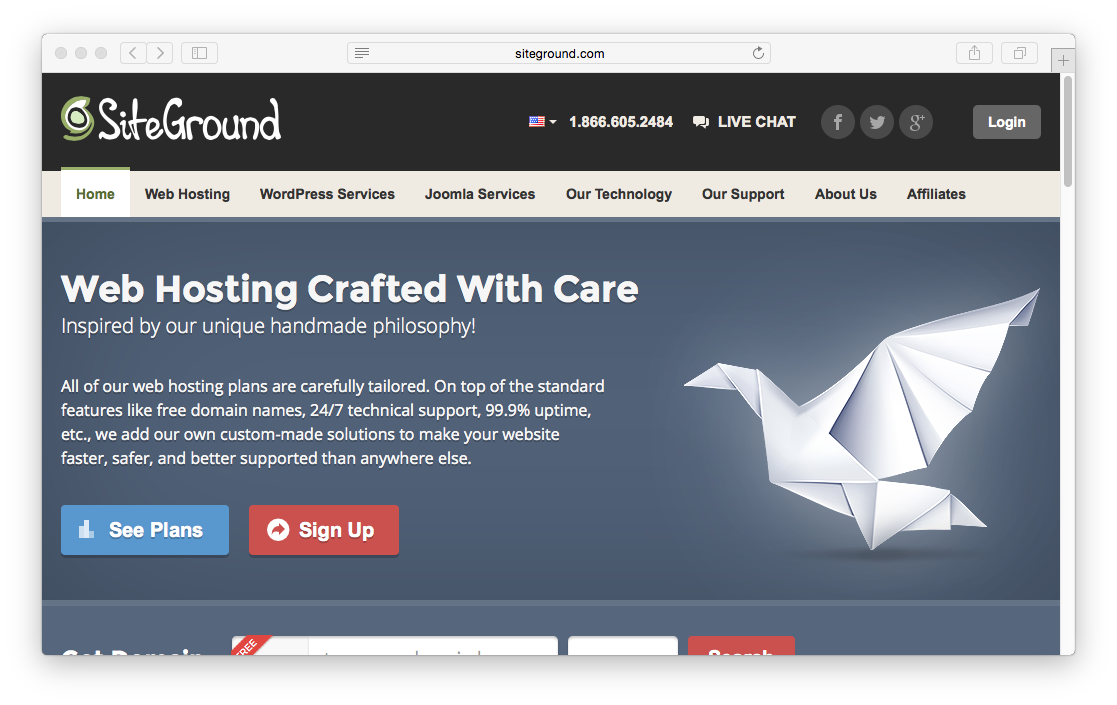 siteground.com
SiteGround
1.866.605.2484 LIVE CHAT f g+ Login
Home Web Hosting WordPress Services Joomla Services Our Technology Our Support About Us Affiliates
Web Hosting Crafted With Care
Inspired by our unique handmade philosophy!
All of our web hosting plans are carefully tailored. On top of the standard
features like free domain names, 24/7 technical support, 99.9% uptime,
etc., we add our own custom-made solutions to make your website
faster, safer, and better supported than anywhere else.
See Plans Sign Up
Get Domain FREE Search